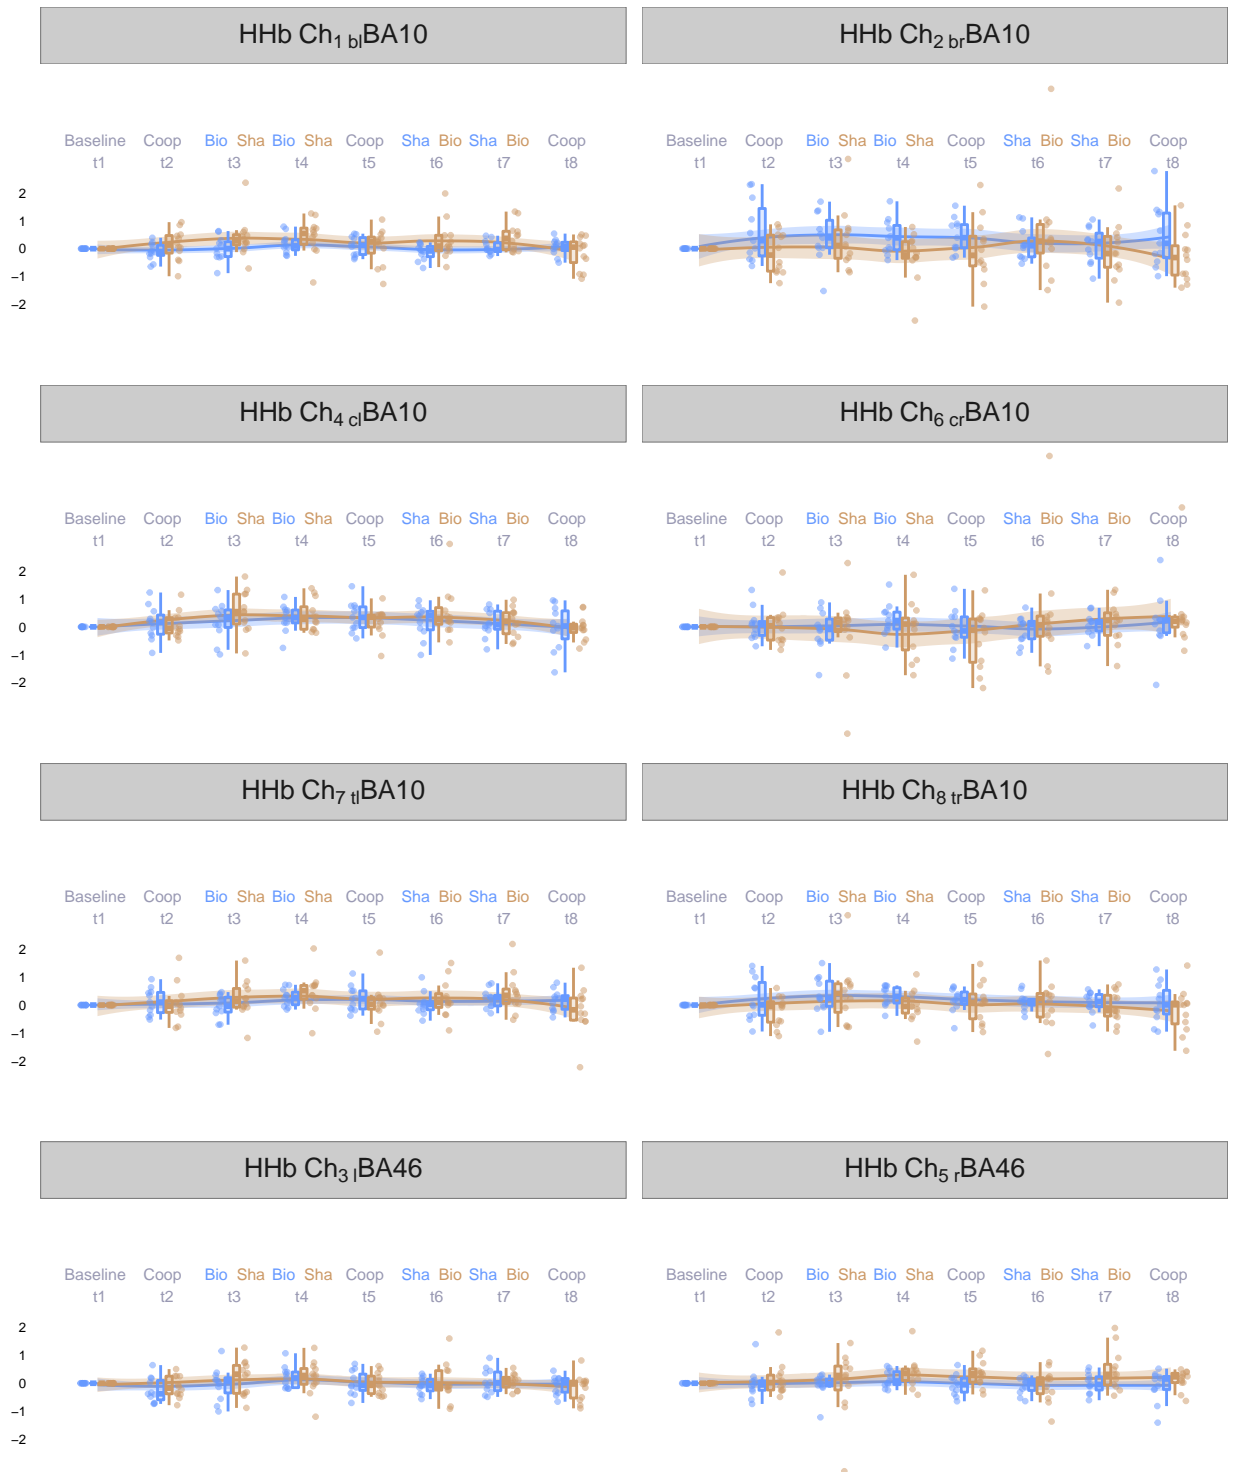 HHb Ch1 blBA10
HHb Ch2 brBA10
Baseline Coop Bio Sha Bio Sha Coop Sha Bio Sha Bio Coop
t1 t2 t3 t4 t5 t6 t7 t8
Baseline Coop Bio Sha Bio Sha Coop Sha Bio Sha Bio Coop
t1 t2 t3 t4 t5 t6 t7 t8
2
1
0
−1
−2
HHb Ch4 clBA10
HHb Ch6 crBA10
Baseline Coop Bio Sha Bio Sha Coop Sha Bio Sha Bio Coop
t1 t2 t3 t4 t5 t6 t7 t8
Baseline Coop Bio Sha Bio Sha Coop Sha Bio Sha Bio Coop
t1 t2 t3 t4 t5 t6 t7 t8
2
1
0
−1
−2
HHb Ch7 tlBA10
HHb Ch8 trBA10
Baseline Coop Bio Sha Bio Sha Coop Sha Bio Sha Bio Coop
t1 t2 t3 t4 t5 t6 t7 t8
Baseline Coop Bio Sha Bio Sha Coop Sha Bio Sha Bio Coop
t1 t2 t3 t4 t5 t6 t7 t8
2
1
0
−1
−2
HHb Ch3 lBA46
HHb Ch5 rBA46
Baseline Coop Bio Sha Bio Sha Coop Sha Bio Sha Bio Coop
t1 t2 t3 t4 t5 t6 t7 t8
Baseline Coop Bio Sha Bio Sha Coop Sha Bio Sha Bio Coop
t1 t2 t3 t4 t5 t6 t7 t8
2
1
0
−1
−2